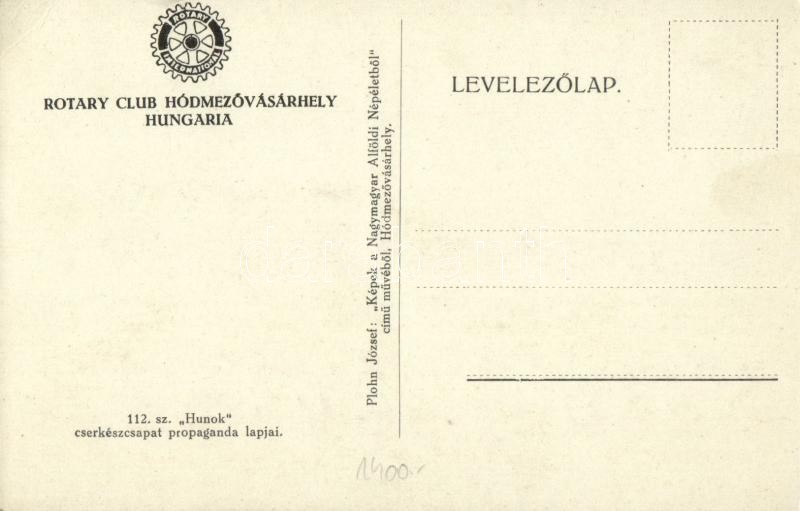 ROTARY
INTERNATIONAL
ROTARY CLUB HÓDMEZŐVÁSÁRHELY
HUNGARIA
112. sz. „Hunok"
cserkészcsapat propaganda lapjai.
Plohn József: „Képek a Nagymagyar Alföldi Népéletből"
című művéből, Hódmezővásárhely.
LEVELEZŐLAP.
1400.-